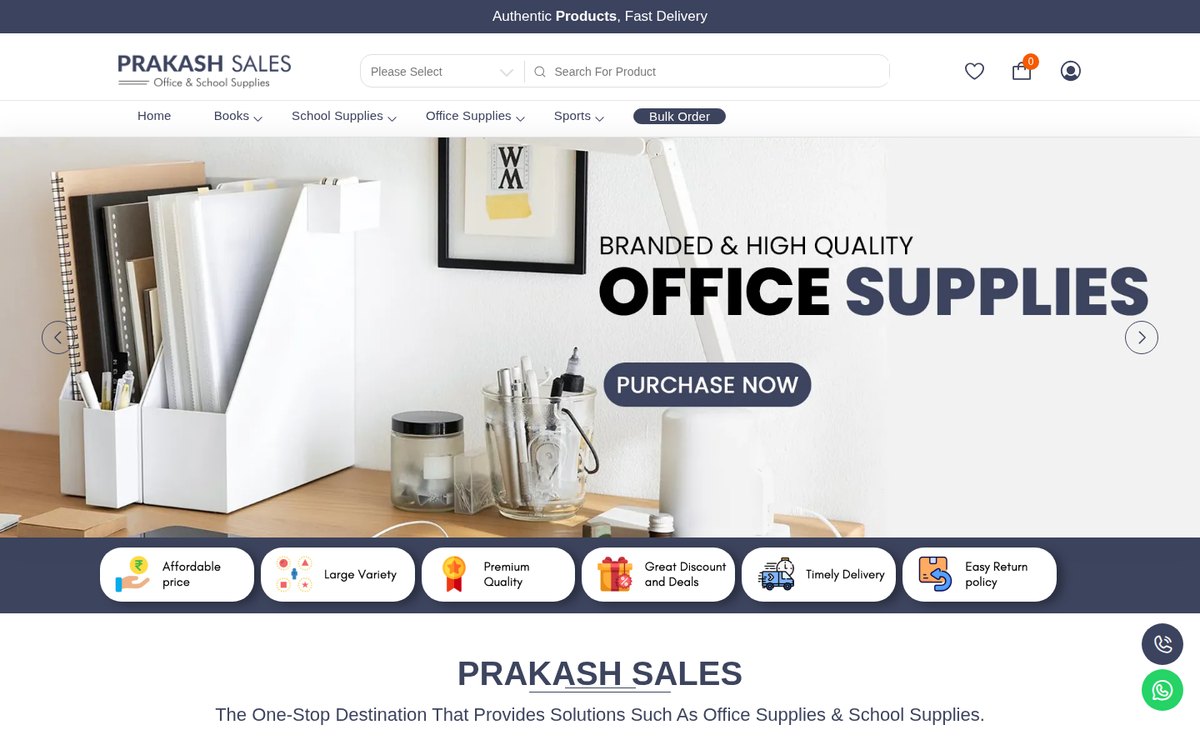 Authentic Products, Fast Delivery
PRAKASH SALES
Office & School Supplies
Please Select
Search For Product
0
Home
Books
School Supplies
Office Supplies
Sports
Bulk Order
W
M
BRANDED & HIGH QUALITY
OFFICE SUPPLIES
PURCHASE NOW
Affordable
price
Large Variety
Premium
Quality
Great Discount
and Deals
Timely Delivery
Easy Return
policy
PRAKASH SALES
The One-Stop Destination That Provides Solutions Such As Office Supplies & School Supplies.